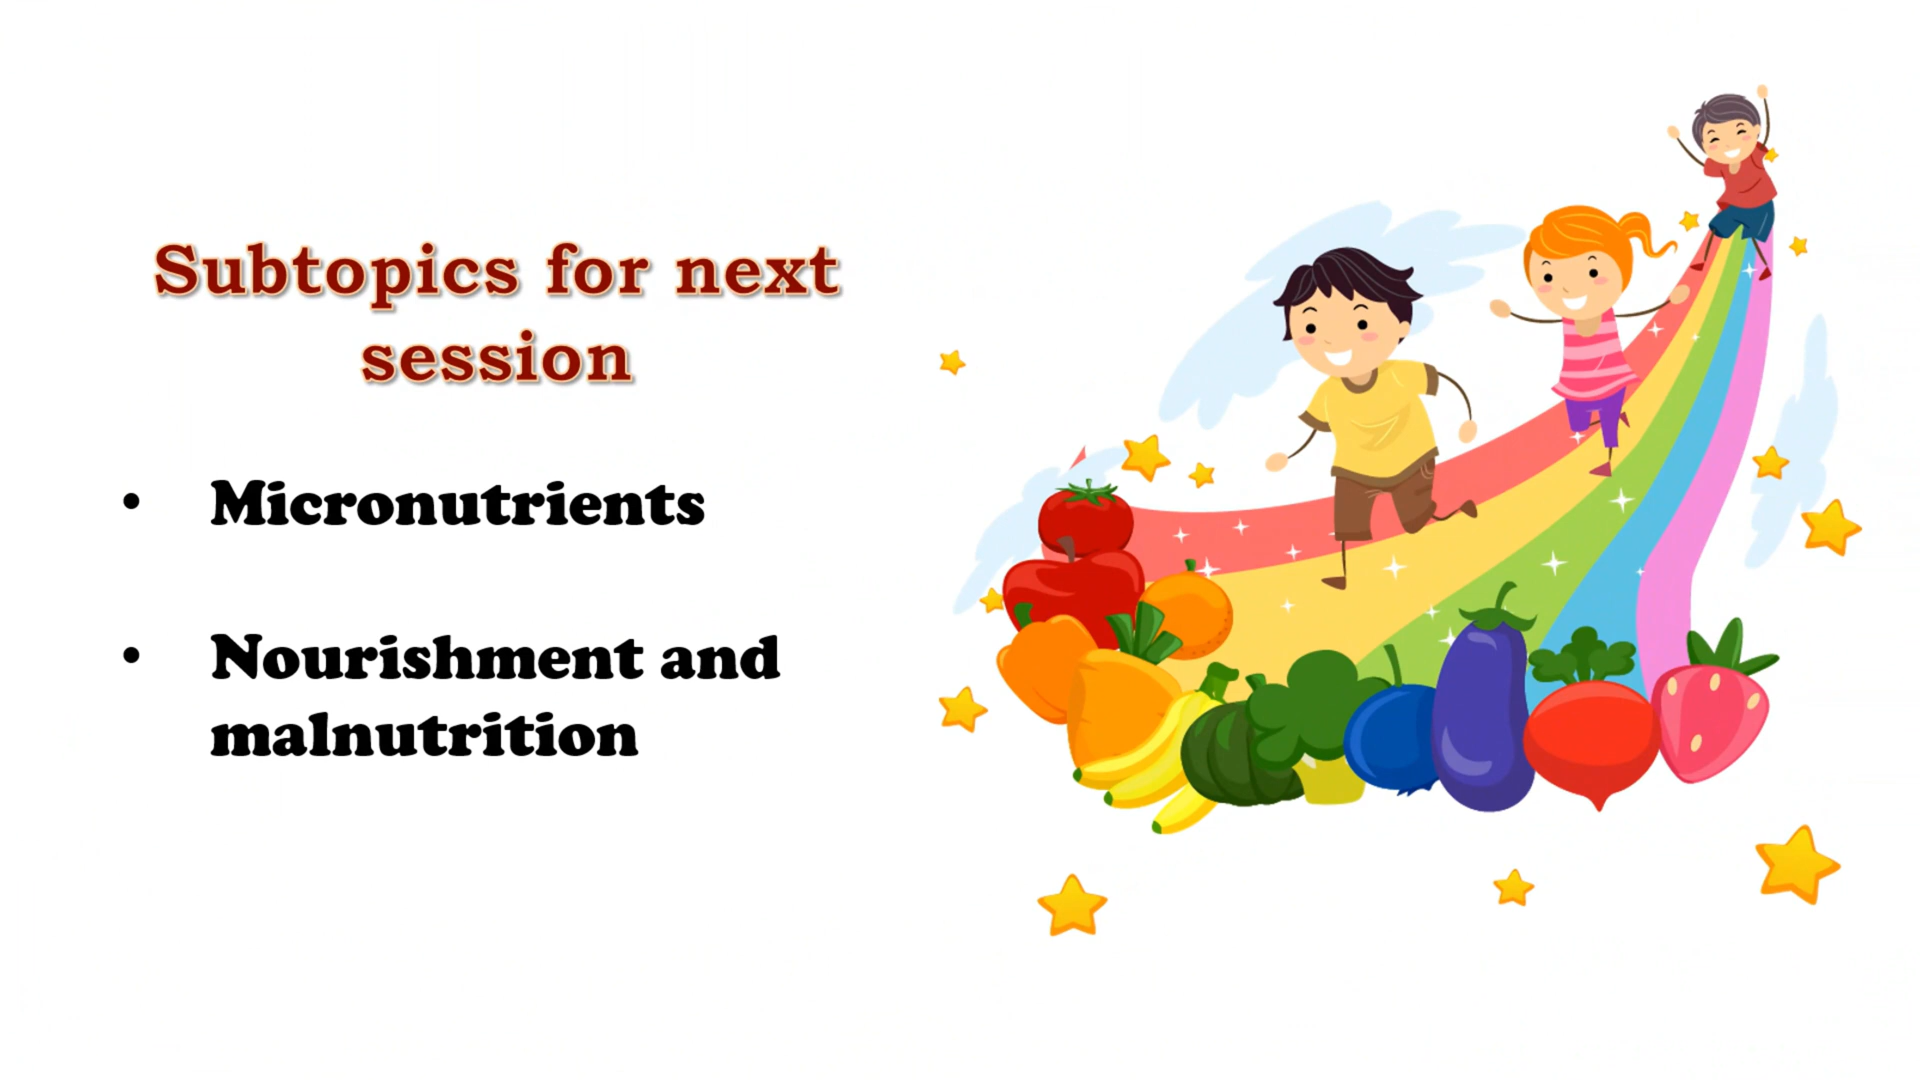 Subtopics for next
session
• Micronutrients
• Nourishment and
malnutrition